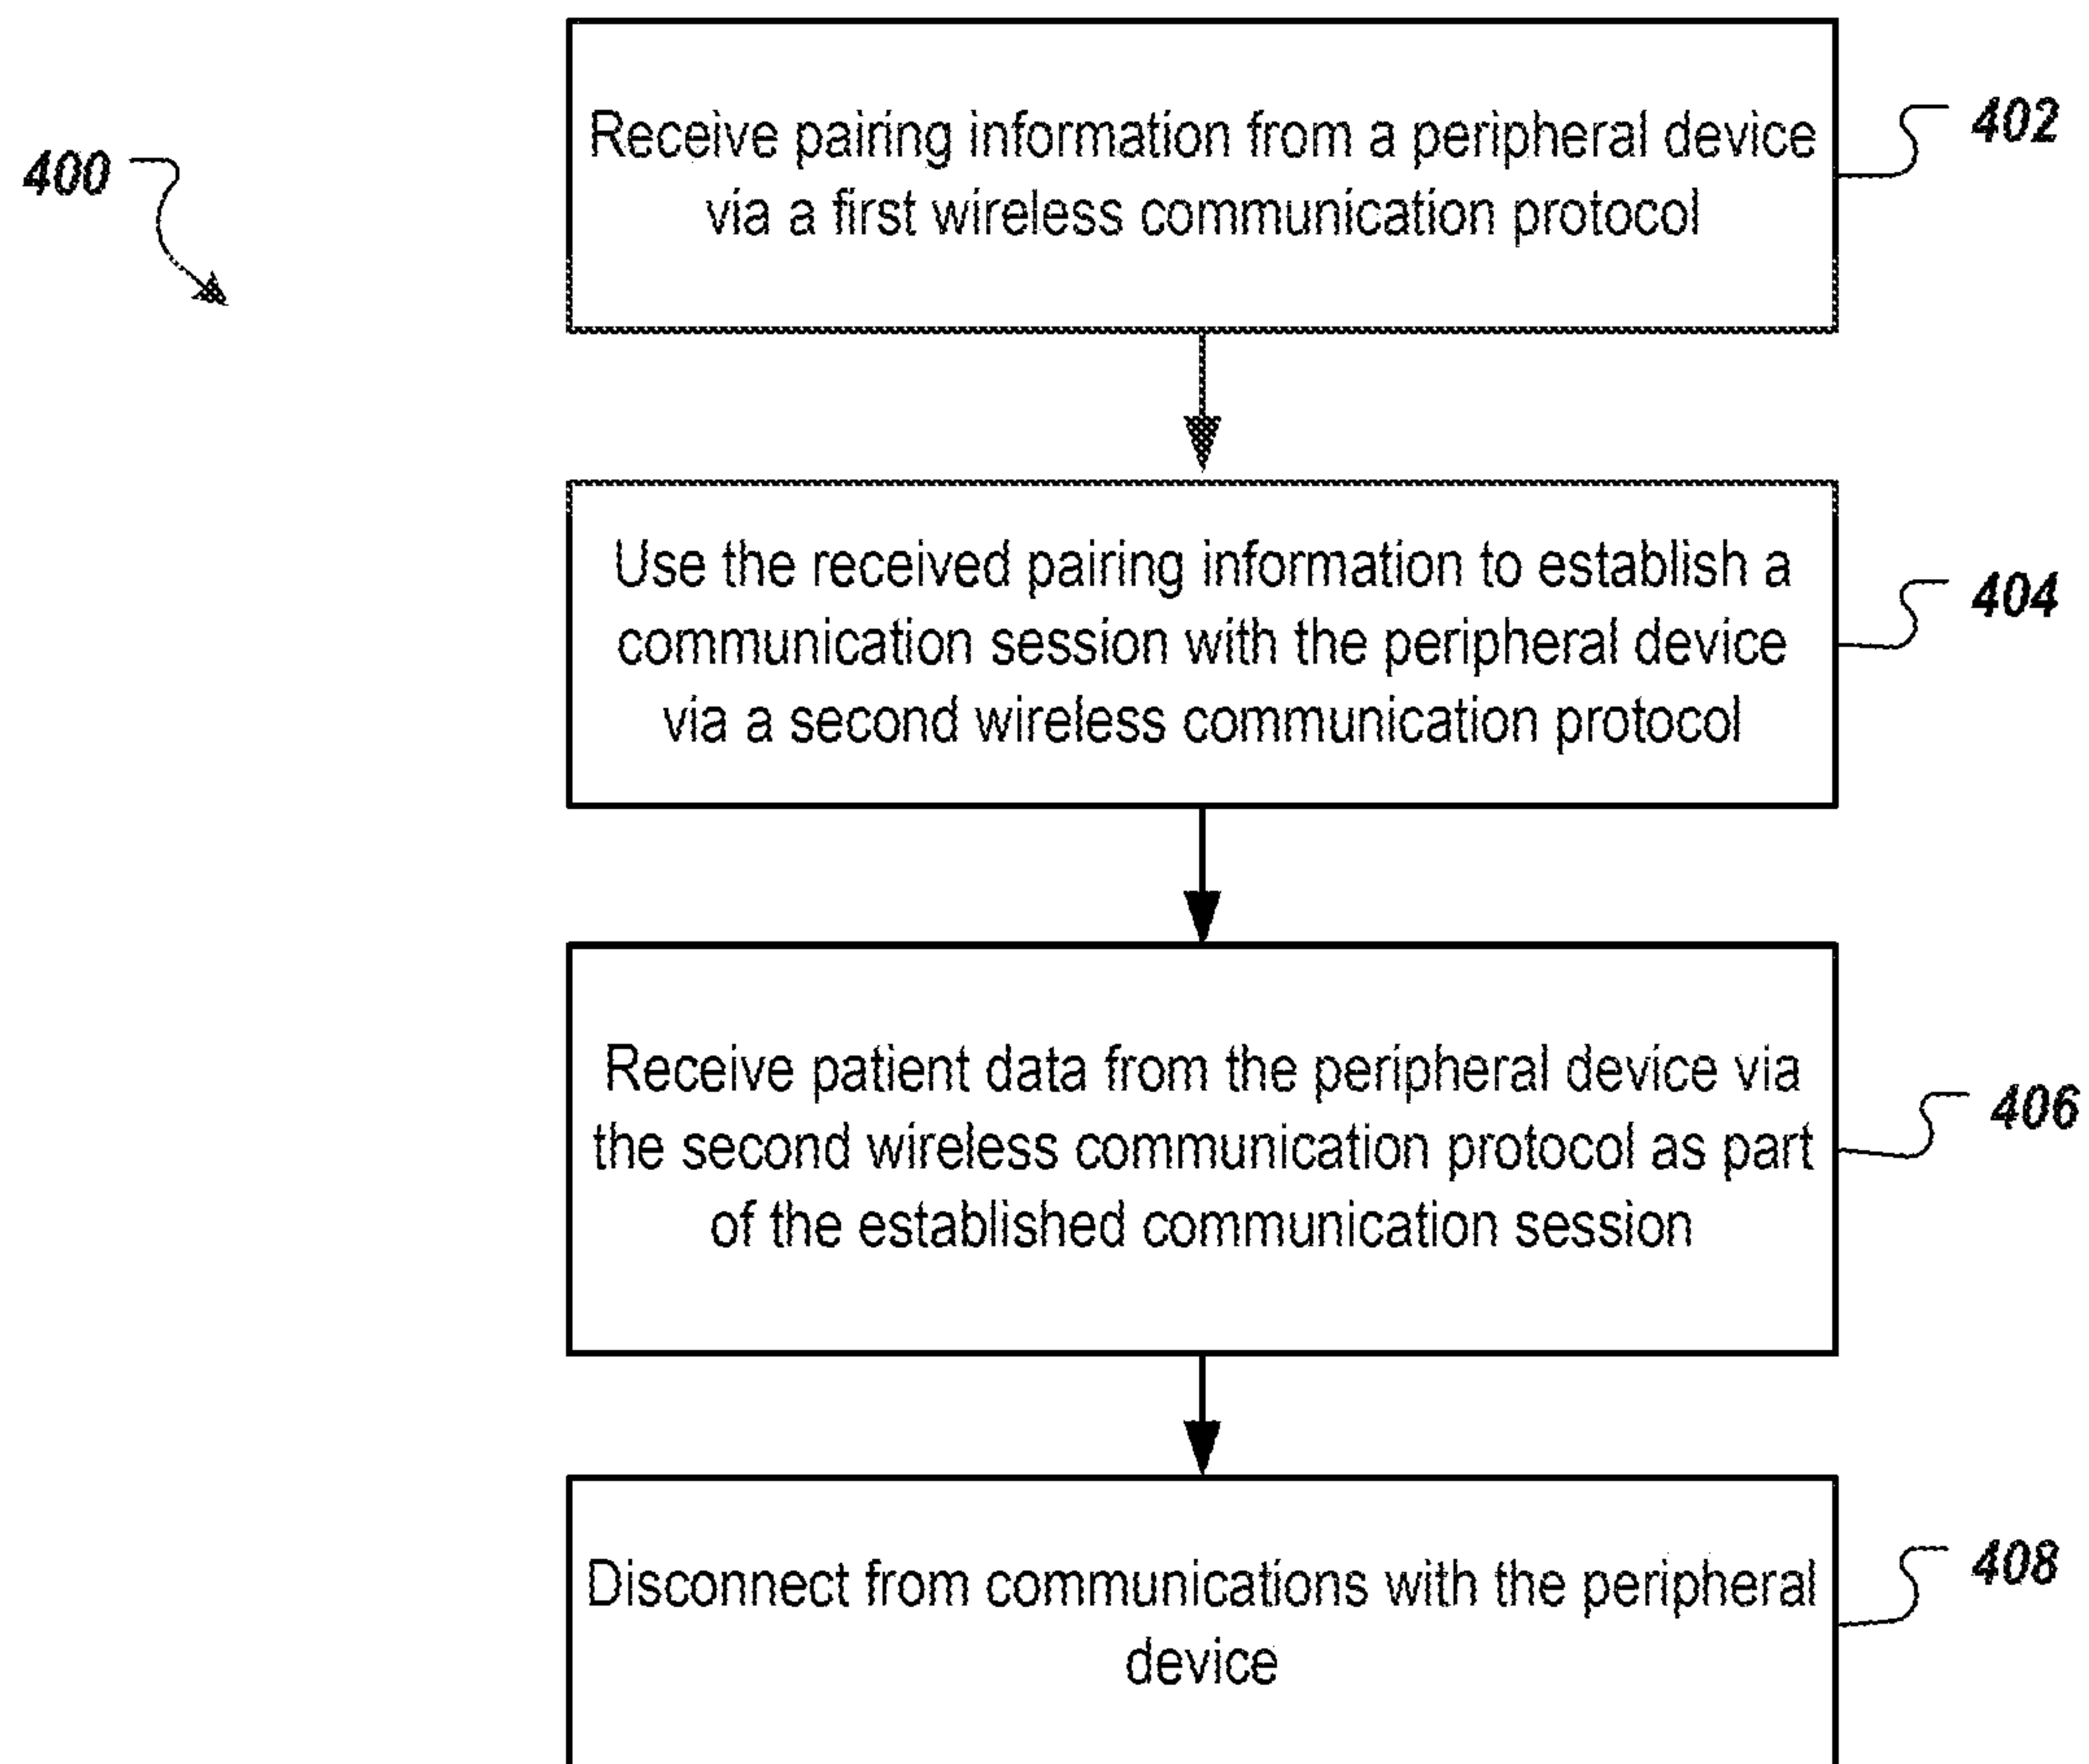 400
Receive pairing information from a peripheral device
via a first wireless communication protocol
402
Use the received pairing information to establish a
communication session with the peripheral device
via a second wireless communication protocol
404
Receive patient data from the peripheral device via
the second wireless communication protocol as part
of the established communication session
406
Disconnect from communications with the peripheral
device
408